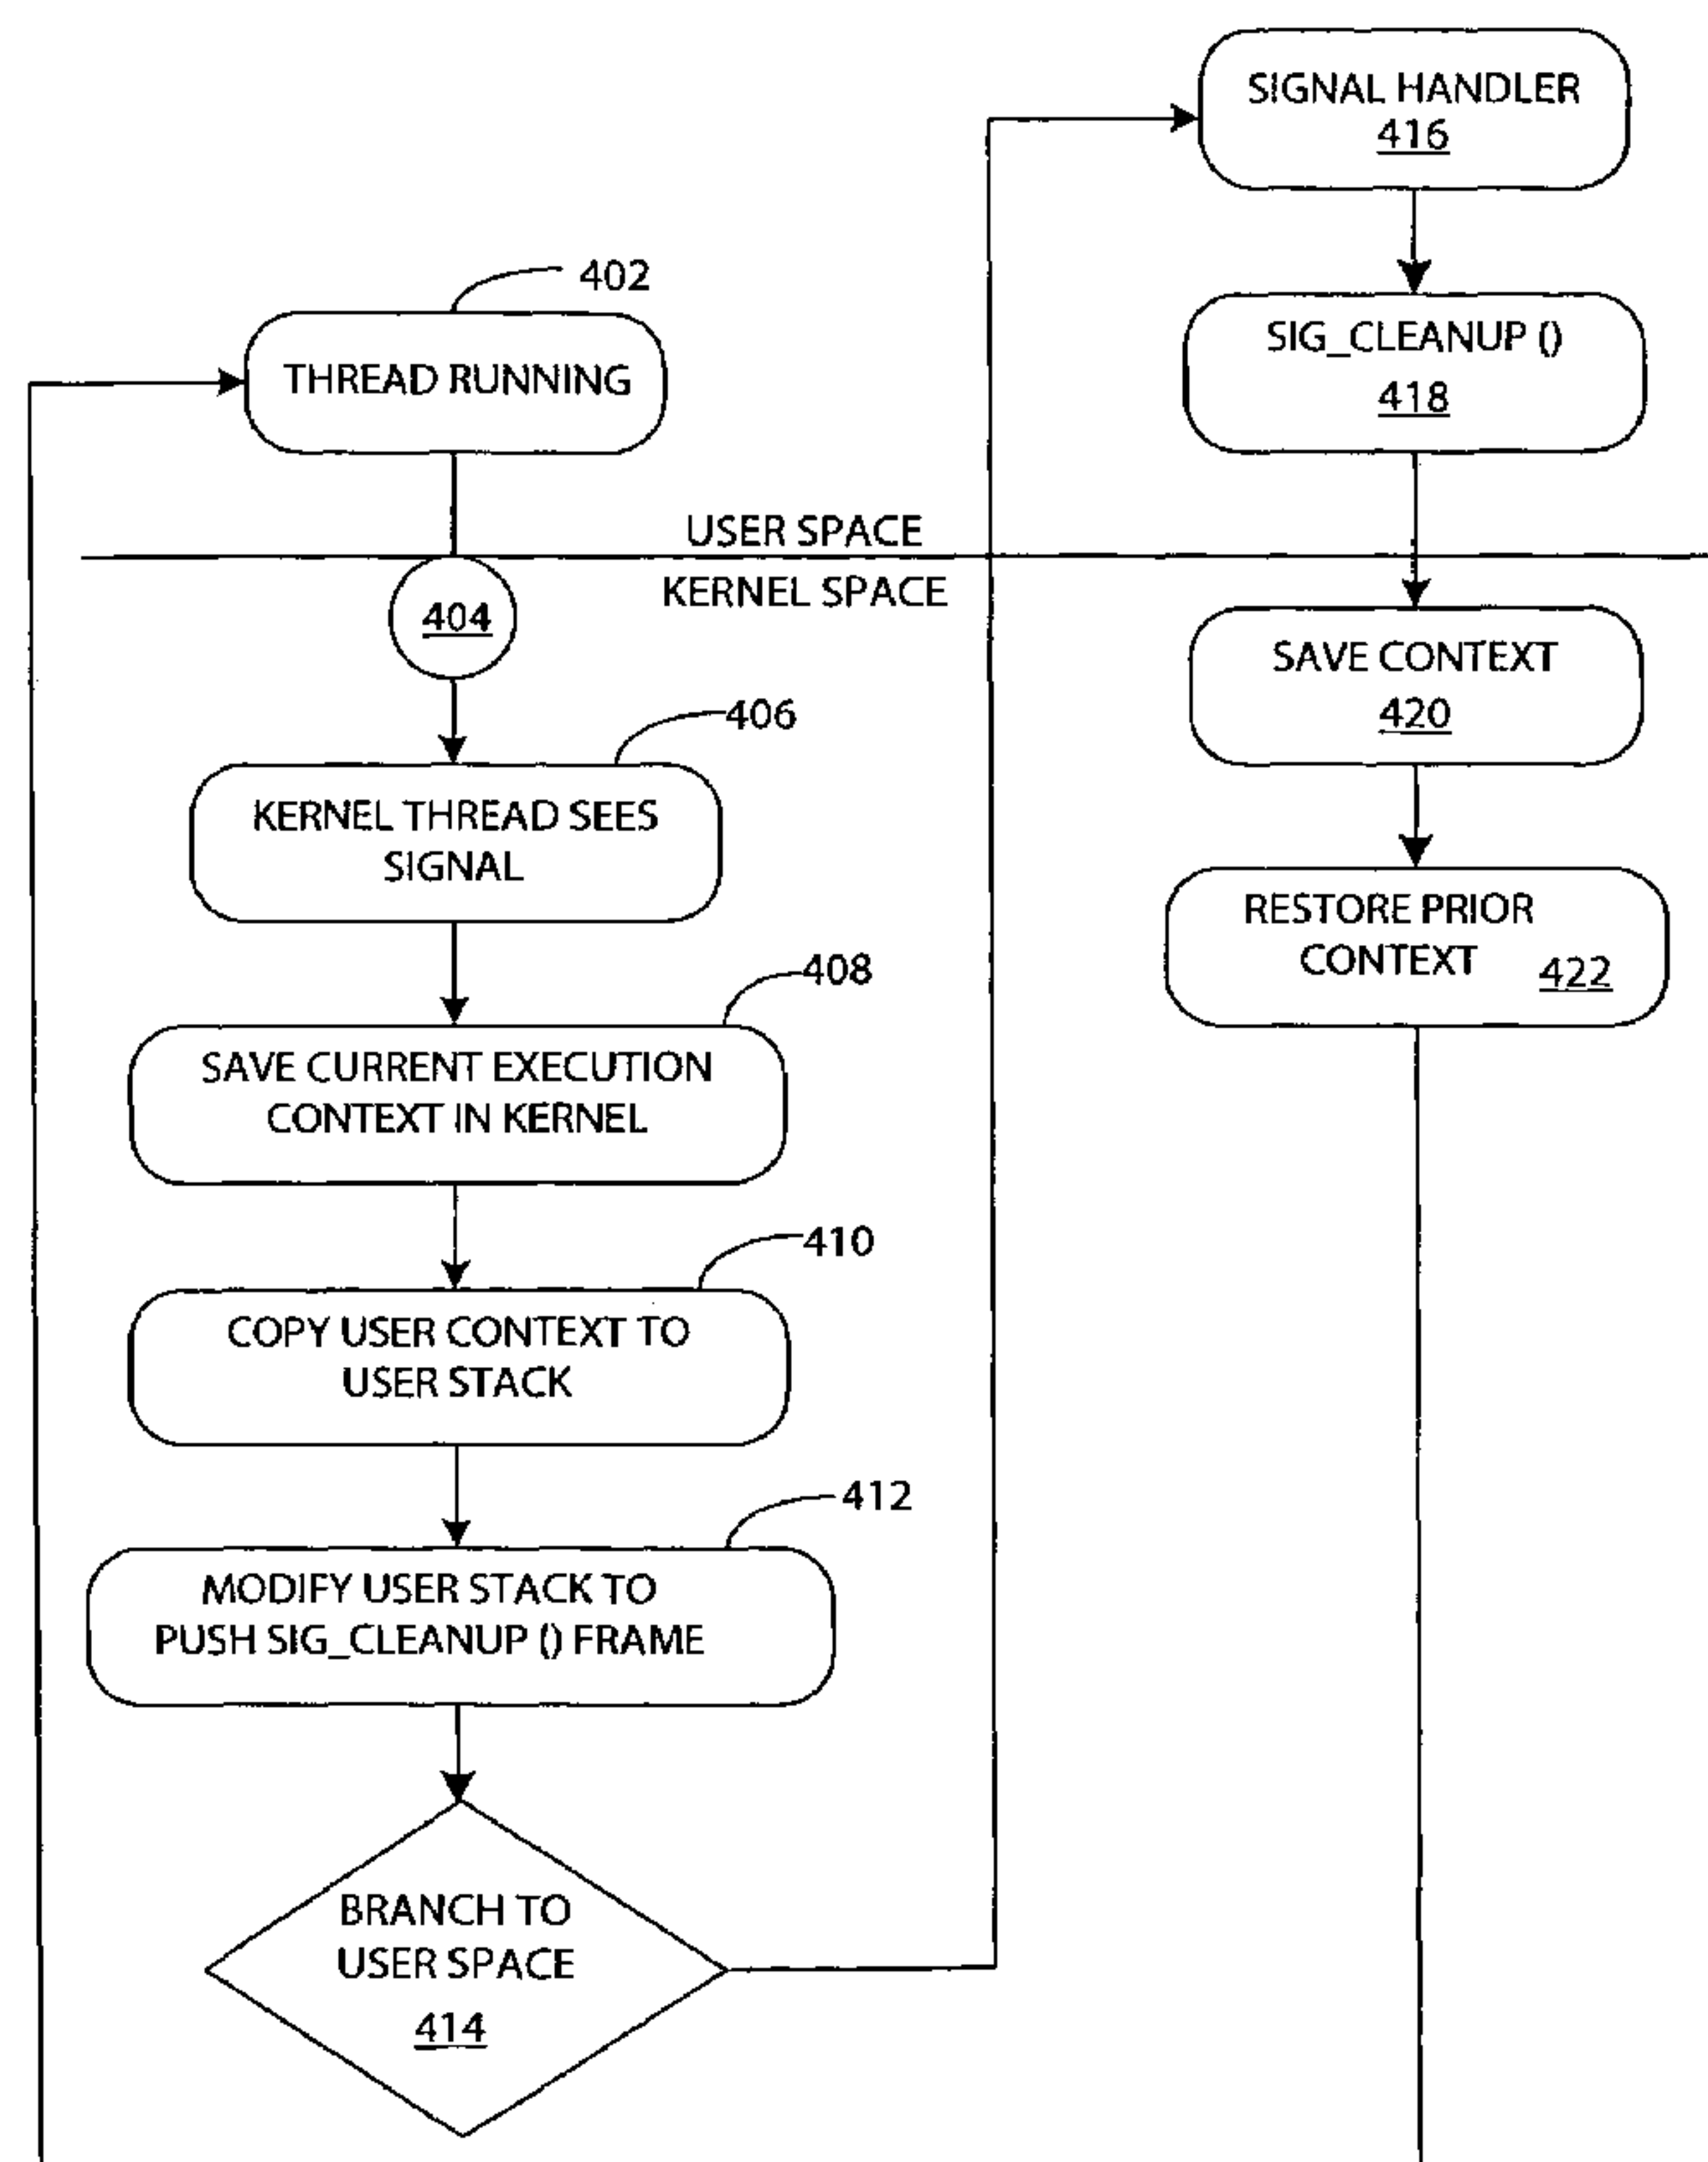 402
THREAD RUNNING
USER SPACE
KERNEL SPACE
404
406
KERNEL THREAD SEES
SIGNAL
408
SAVE CURRENT EXECUTION
CONTEXT IN KERNEL
410
COPY USER CONTEXT TO
USER STACK
412
MODIFY USER STACK TO
PUSH SIG_CLEANUP () FRAME
BRANCH TO
USER SPACE
414
SIGNAL HANDLER
416
SIG_CLEANUP ()
418
SAVE CONTEXT
420
RESTORE PRIOR
CONTEXT 422